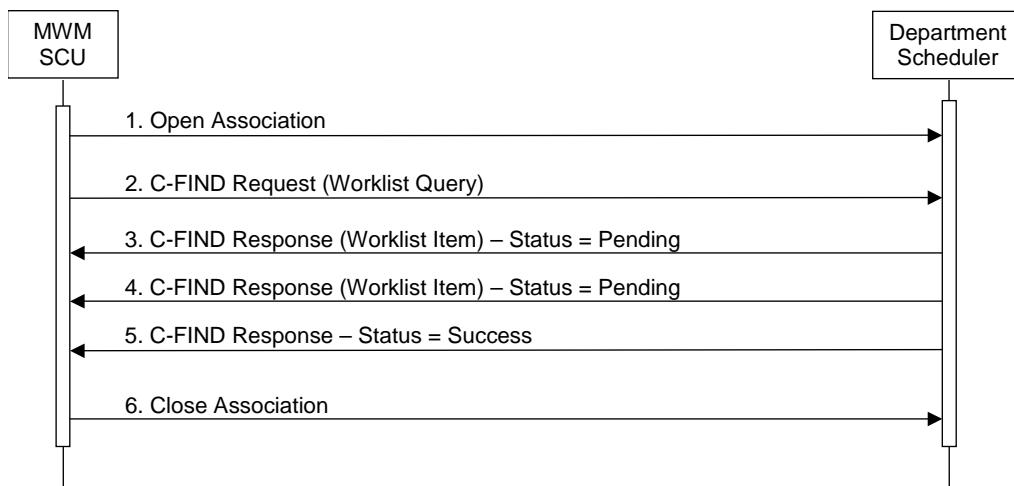 MWM
SCU
Department
Scheduler
1. Open Association
2. C-FIND Request (Worklist Query)
3. C-FIND Response (Worklist Item) – Status = Pending
4. C-FIND Response (Worklist Item) – Status = Pending
5. C-FIND Response – Status = Success
6. Close Association